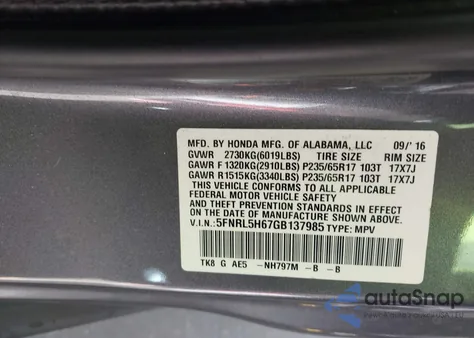 MFD. BY HONDA MFG. OF ALABAMA, LLC 09/'16
GVWR 2730KG(6019LBS) TIRE SIZE RIM SIZE
GAWR F 1320KG(2910LBS) P235/65R17 103T 17X7J
GAWR R1515KG(3340LBS) P235/65R17 103T 17X7J
THIS VEHICLE CONFORMS TO ALL APPLICABLE
FEDERAL MOTOR VEHICLE SAFETY
AND THEFT PREVENTION STANDARDS IN EFFECT ON
THE DATE OF MANUFACTURE SHOWN ABOVE.
V.I.N.:5FNRL5H67GB137985 TYPE: MPV
TK8 G AE5 -NH797M -B -B
autoSnap